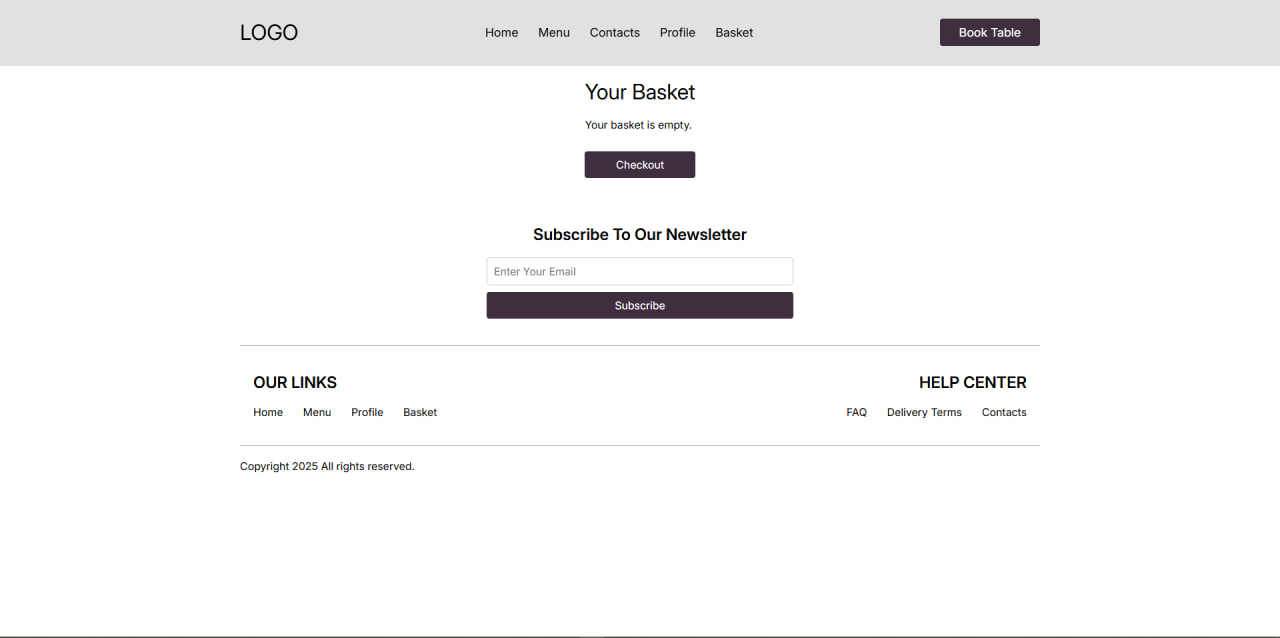 LOGO Home Menu Contacts Profile Basket Book Table
Your Basket
Your basket is empty.
Checkout
Subscribe To Our Newsletter
Enter Your Email
Subscribe
OUR LINKS HELP CENTER
Home Menu Profile Basket FAQ Delivery Terms Contacts
Copyright 2025 All rights reserved.